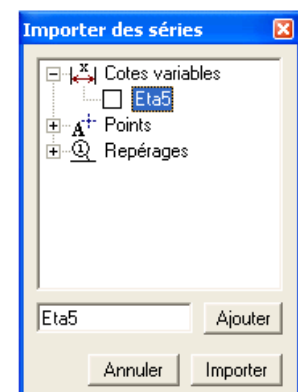 Importer des séries
Cotes variables
Eta5
Points
Repérages
Eta5 Ajouter
Annuler Importer